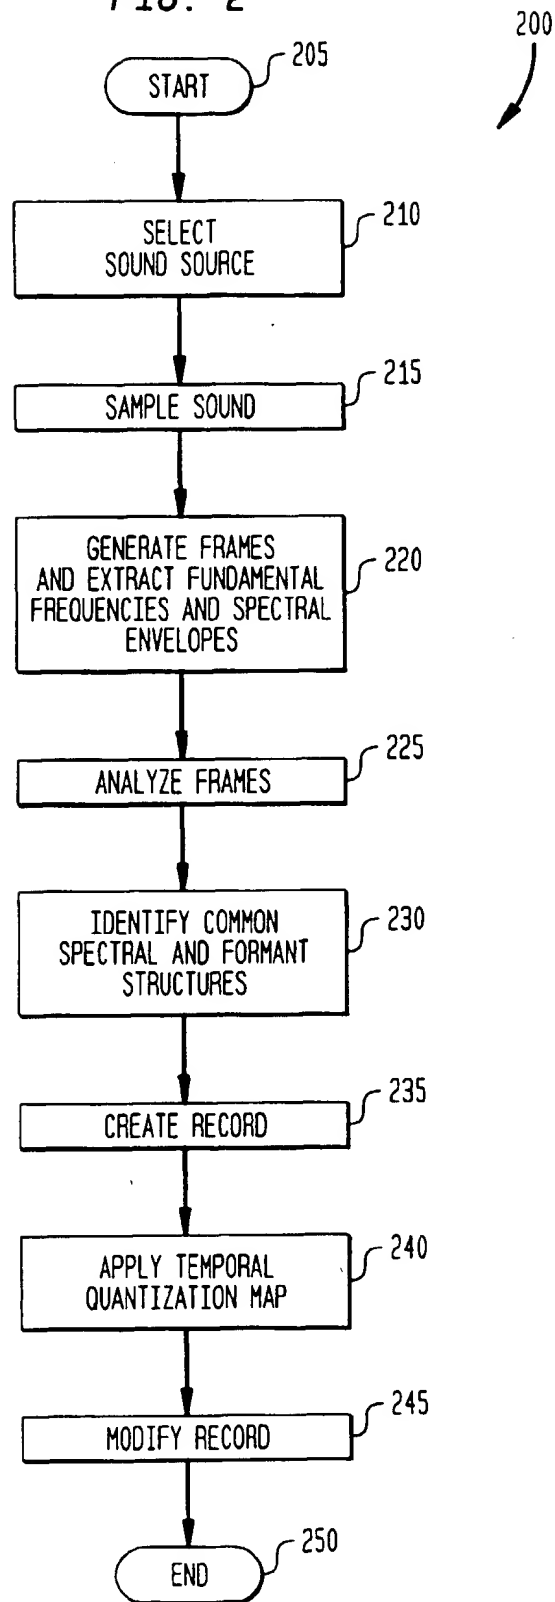 FIG. 2
200
START
205
SELECT
SOUND SOURCE
210
SAMPLE SOUND
215
GENERATE FRAMES
AND EXTRACT FUNDAMENTAL
FREQUENCIES AND SPECTRAL
ENVELOPES
220
ANALYZE FRAMES
225
IDENTIFY COMMON
SPECTRAL AND FORMANT
STRUCTURES
230
CREATE RECORD
235
APPLY TEMPORAL
QUANTIZATION MAP
240
MODIFY RECORD
245
END
250